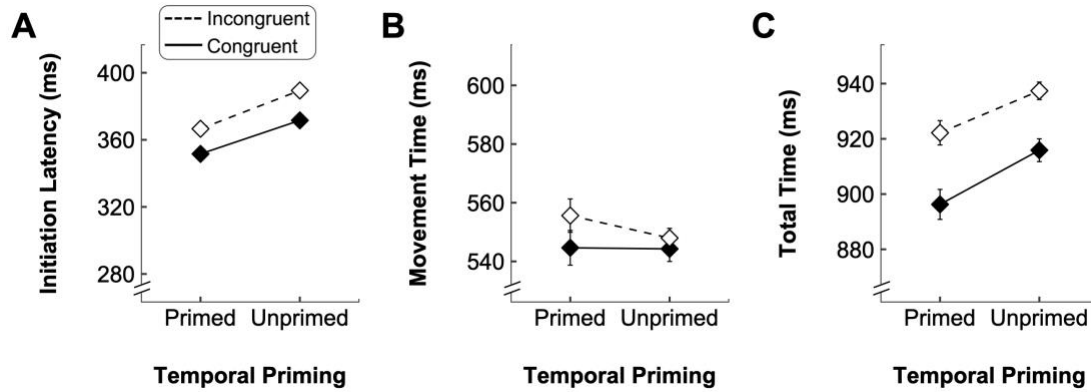 A
Incongruent
Congruent
Initiation Latency (ms)
400
360
320
280
Primed Unprimed
Temporal Priming
B
Movement Time (ms)
600
580
560
540
Primed Unprimed
Temporal Priming
C
Total Time (ms)
940
920
900
880
Primed Unprimed
Temporal Priming